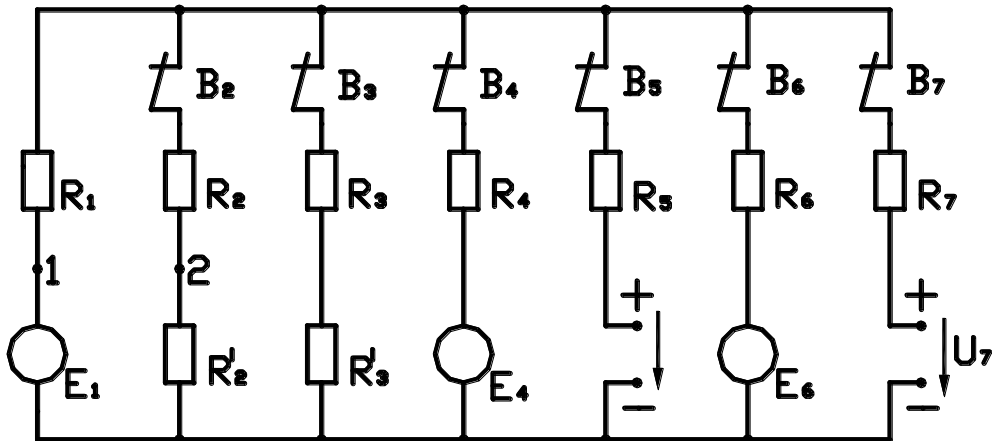 B2 B3 B4 B5 B6 B7
R1 R2 R3 R4 R5 R6 R7
1 2
+ +
E1 R'2 R'3 E4 E6 U7
− −